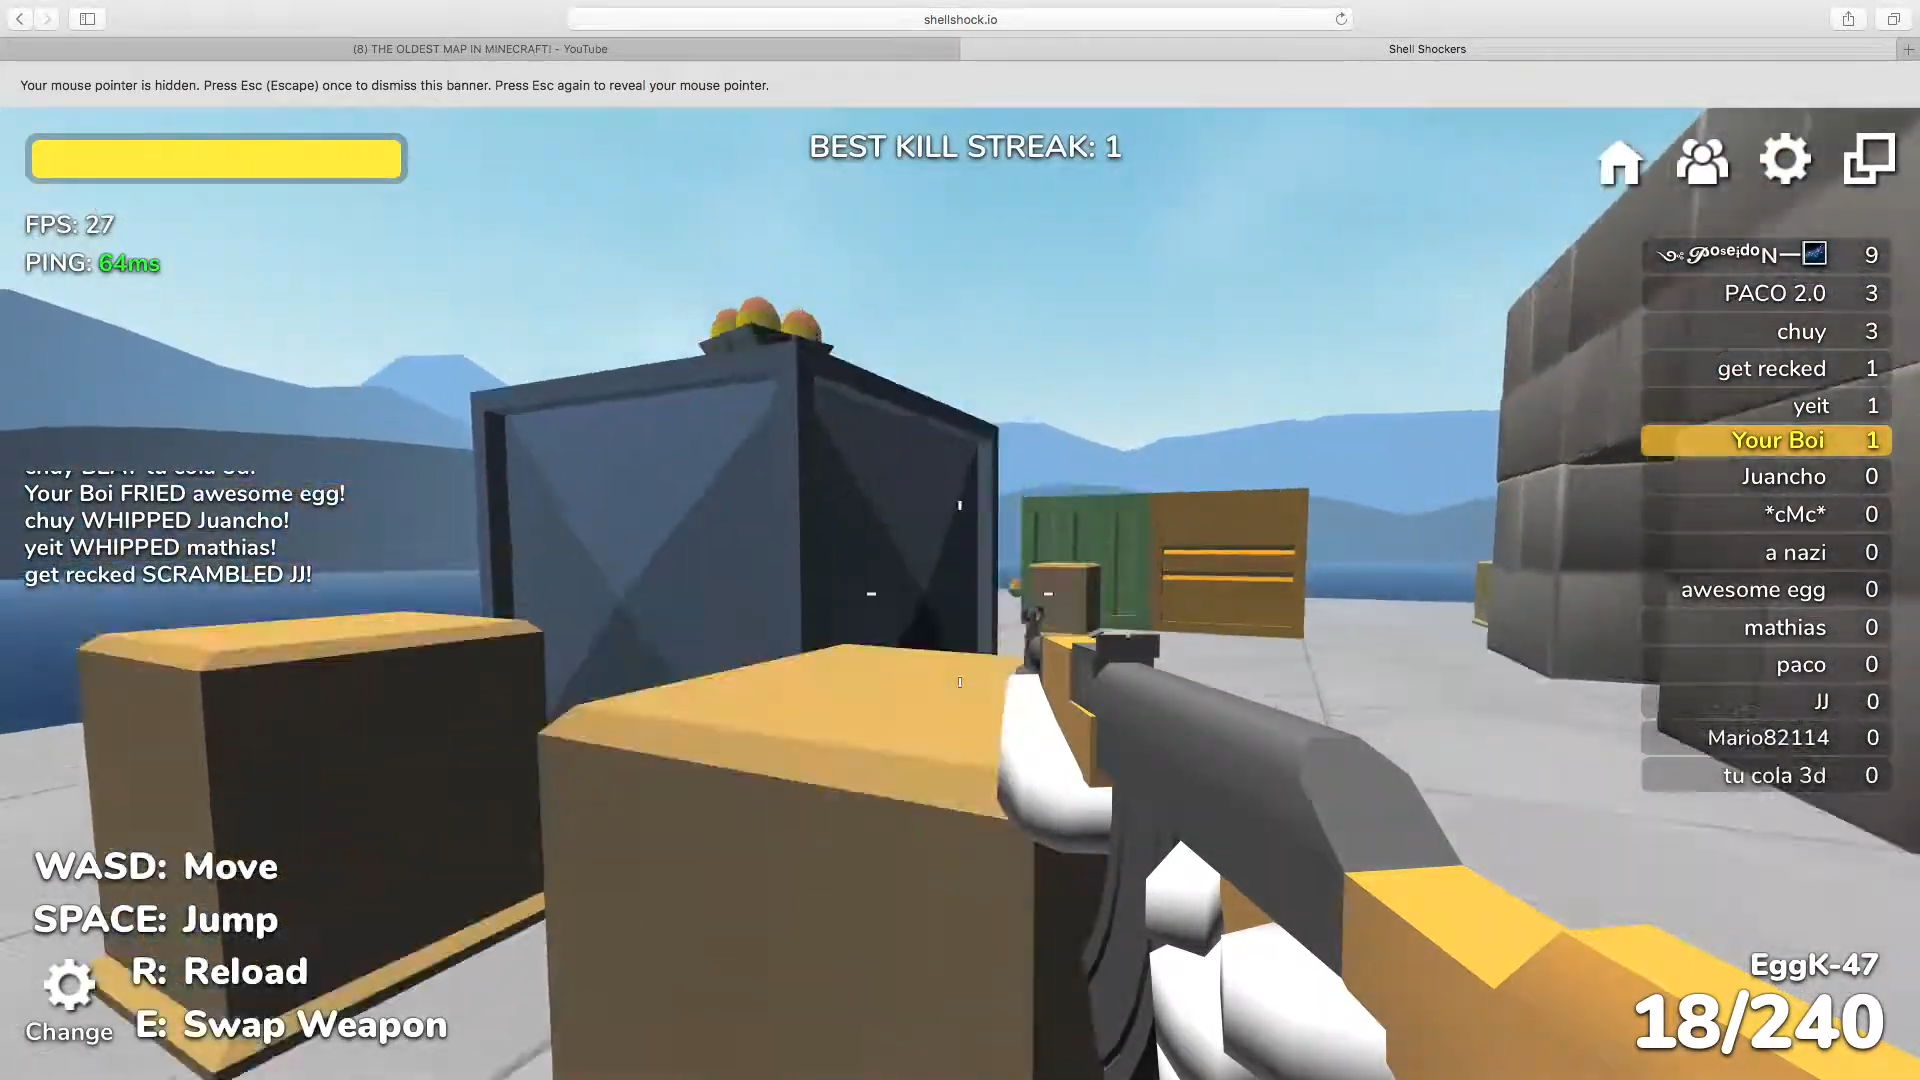 shellshock.io
(8) THE OLDEST MAP IN MINECRAFT! - YouTube
Shell Shockers
Your mouse pointer is hidden. Press Esc (Escape) once to dismiss this banner. Press Esc again to reveal your mouse pointer.
BEST KILL STREAK: 1
FPS: 27
PING: 64ms
𝒫ᵒˢᵉⁱᵈᵒN— 9
PACO 2.0 3
chuy 3
get recked 1
yeit 1
Your Boi 1
Juancho 0
*cMc* 0
a nazi 0
awesome egg 0
mathias 0
paco 0
JJ 0
Mario82114 0
tu cola 3d 0
Your Boi FRIED awesome egg!
chuy WHIPPED Juancho!
yeit WHIPPED mathias!
get recked SCRAMBLED JJ!
WASD: Move
SPACE: Jump
R: Reload
E: Swap Weapon
Change
EggK-47
18/240